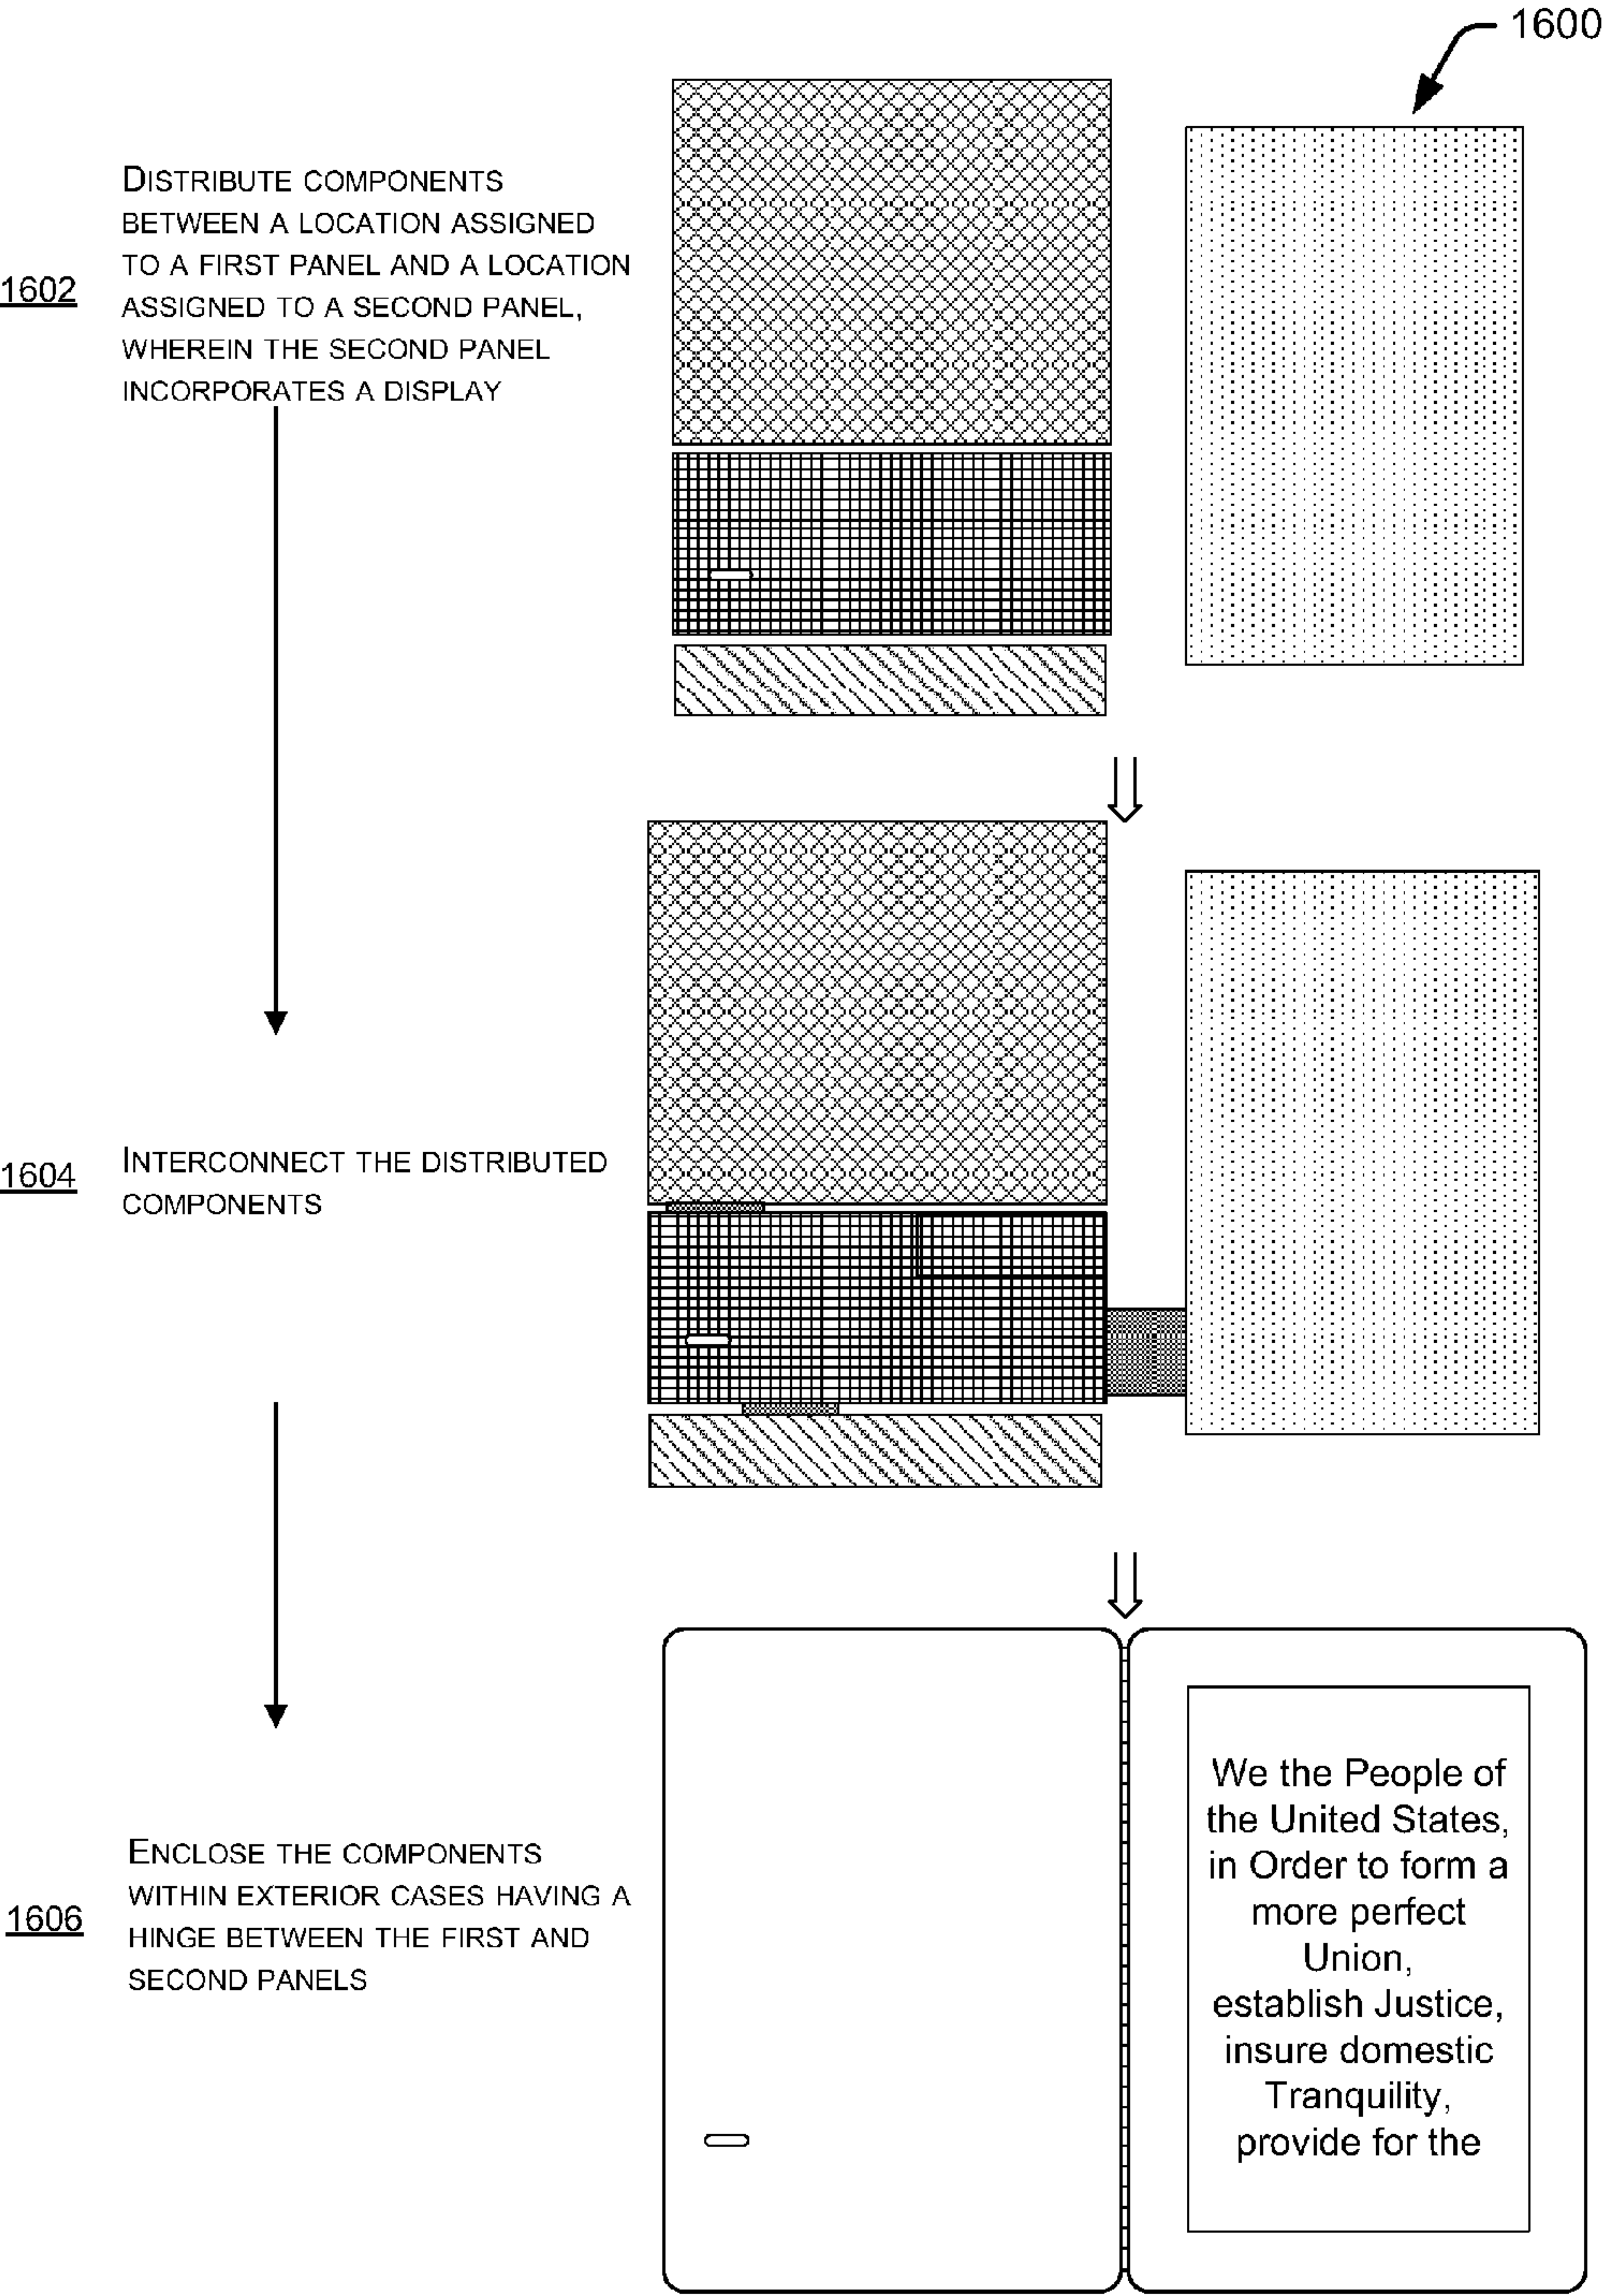 1600
DISTRIBUTE COMPONENTS
BETWEEN A LOCATION ASSIGNED
TO A FIRST PANEL AND A LOCATION
1602
ASSIGNED TO A SECOND PANEL,
WHEREIN THE SECOND PANEL
INCORPORATES A DISPLAY
1604
INTERCONNECT THE DISTRIBUTED
COMPONENTS
1606
ENCLOSE THE COMPONENTS
WITHIN EXTERIOR CASES HAVING A
HINGE BETWEEN THE FIRST AND
SECOND PANELS
We the People of
the United States,
in Order to form a
more perfect
Union,
establish Justice,
insure domestic
Tranquility,
provide for the